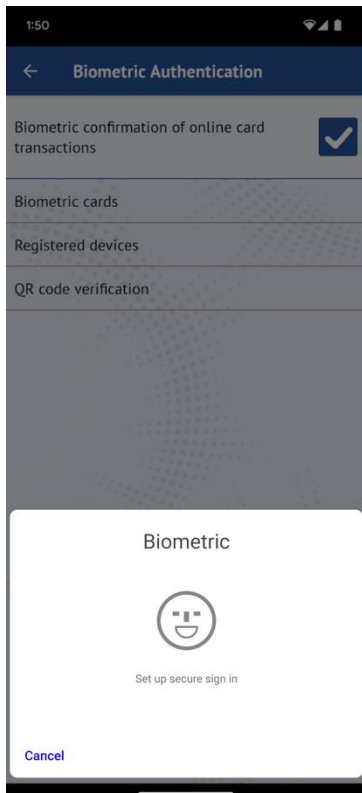 1:50
Biometric Authentication
Biometric confirmation of online card
transactions
Biometric cards
Registered devices
QR code verification
Biometric
Set up secure sign in
Cancel